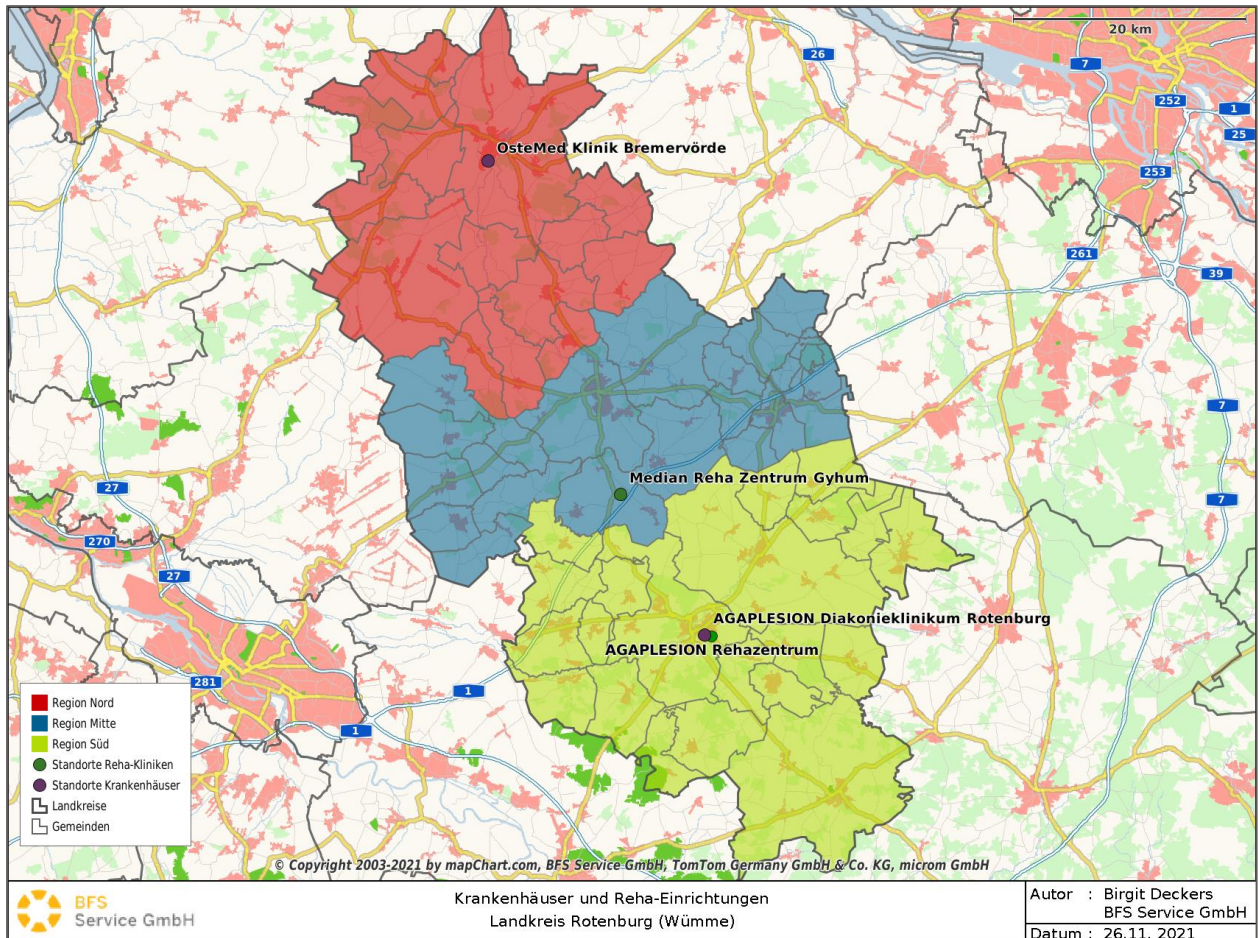 20 km
26
7
252
1
25
253
OsteMed Klinik Bremervörde
261
39
7
Median Reha Zentrum Gyhum
27
7
270
27
AGAPLESION Diakonieklinikum Rotenburg
AGAPLESION Rehazentrum
281
1
1
Region Nord
Region Mitte
Region Süd
Standorte Reha-Kliniken
Standorte Krankenhäuser
Landkreise
Gemeinden
© Copyright 2003-2021 by mapChart.com, BFS Service GmbH, TomTom Germany GmbH & Co. KG, microm GmbH
BFS
Service GmbH
Krankenhäuser und Reha-Einrichtungen
Landkreis Rotenburg (Wümme)
Autor : Birgit Deckers
BFS Service GmbH
Datum : 26.11. 2021